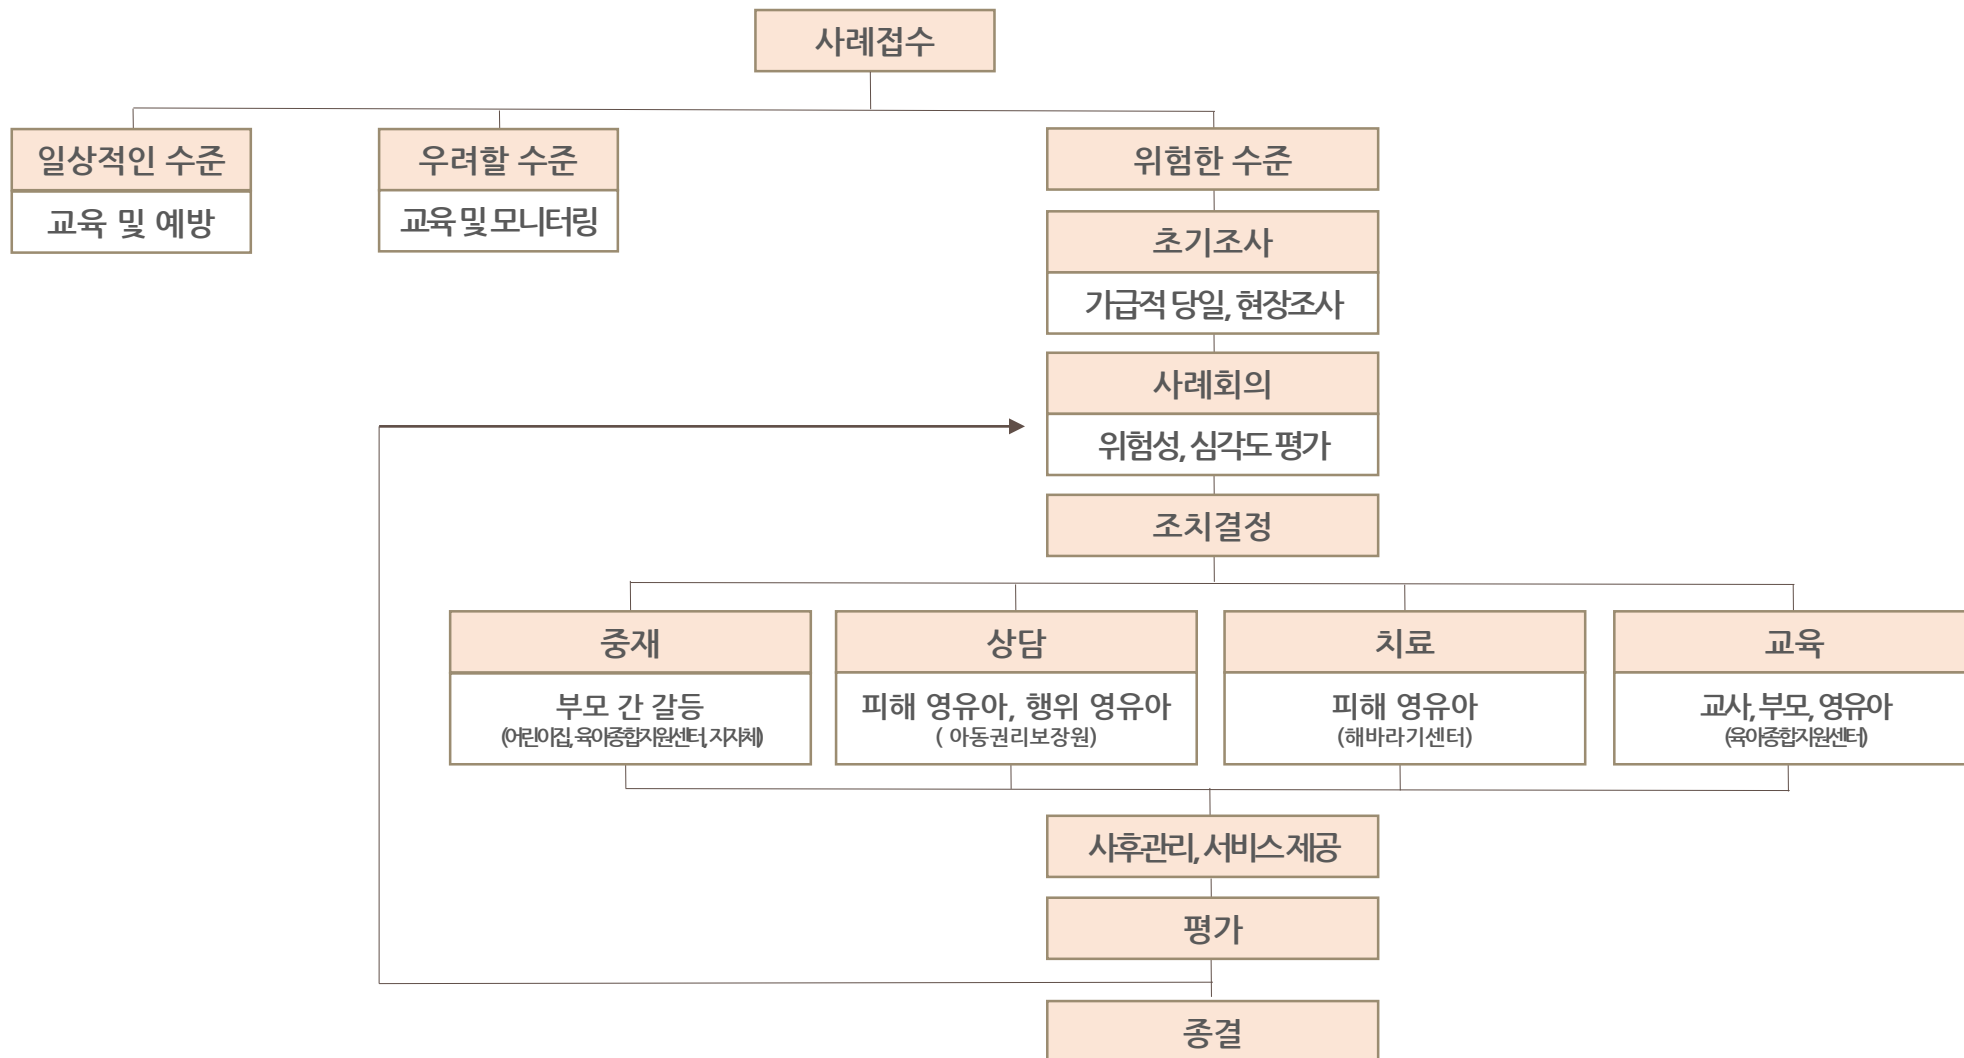 사례접수
일상적인 수준
교육 및 예방
우려할 수준
교육 및 모니터링
위험한 수준
초기조사
가급적 당일, 현장조사
사례회의
위험성, 심각도 평가
조치결정
중재
부모 간 갈등
(어린이집, 육아종합지원센터, 지자체)
상담
피해 영유아, 행위 영유아
( 아동권리보장원)
치료
피해 영유아
(해바라기센터)
교육
교사, 부모, 영유아
(육아종합지원센터)
사후관리, 서비스 제공
평가
종결